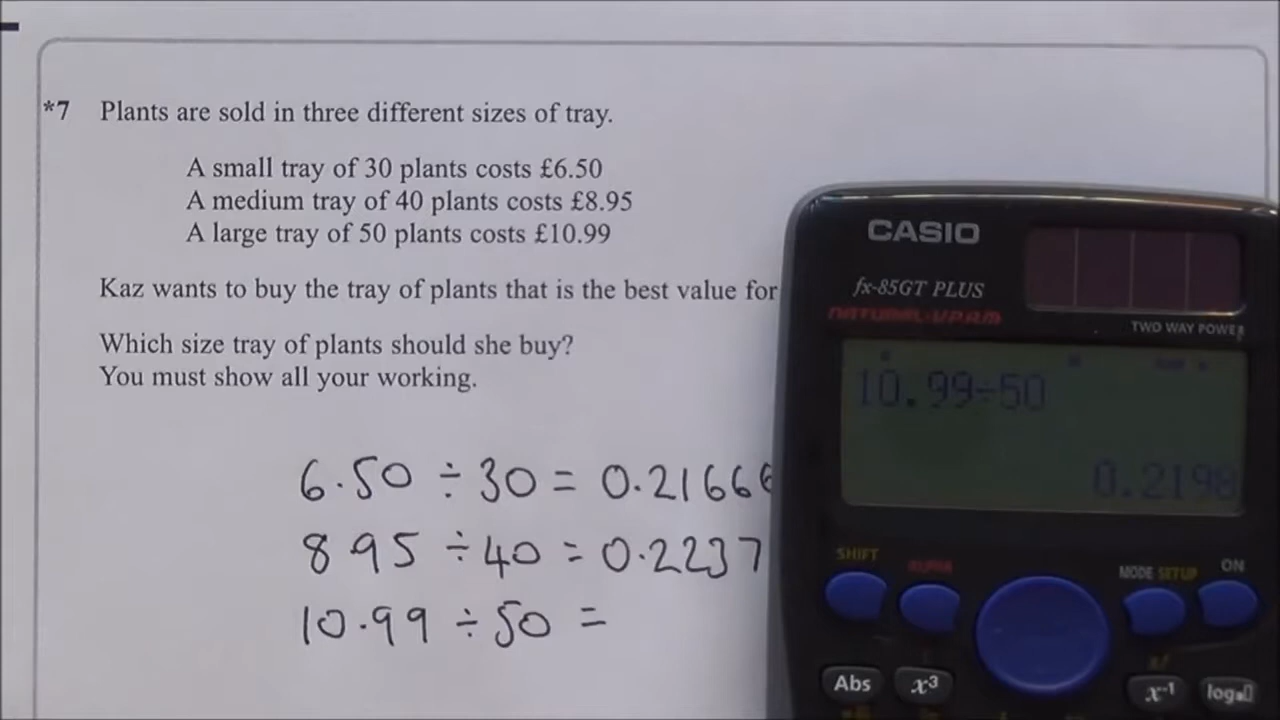 *7 Plants are sold in three different sizes of tray.
A small tray of 30 plants costs £6.50
A medium tray of 40 plants costs £8.95
A large tray of 50 plants costs £10.99
Kaz wants to buy the tray of plants that is the best value for
Which size tray of plants should she buy?
You must show all your working.
6.50 ÷ 30 = 0.21666
8 95 ÷ 40 = 0.2237
10.99 ÷ 50 =
CASIO
fx-85GT PLUS
NATURAL-V.P.A.M.
TWO WAY POWER
10.99÷50
0.2198
SHIFT
ALPHA
MODE SETUP
ON
Abs
x³
x⁻¹
log▪▯